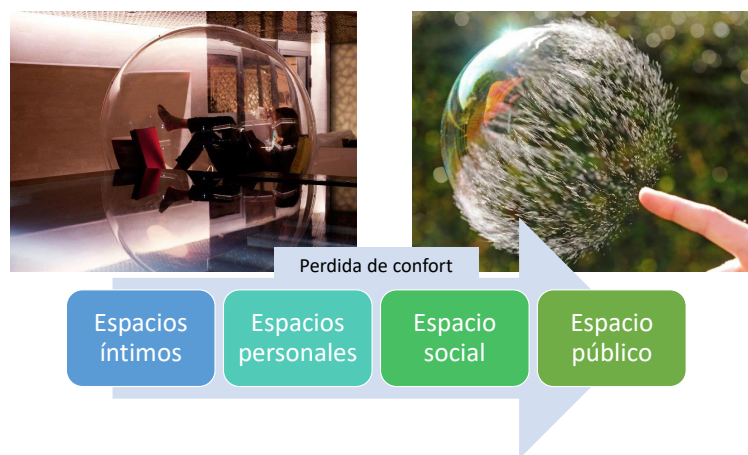 Perdida de confort
Espacios
íntimos
Espacios
personales
Espacio
social
Espacio
público